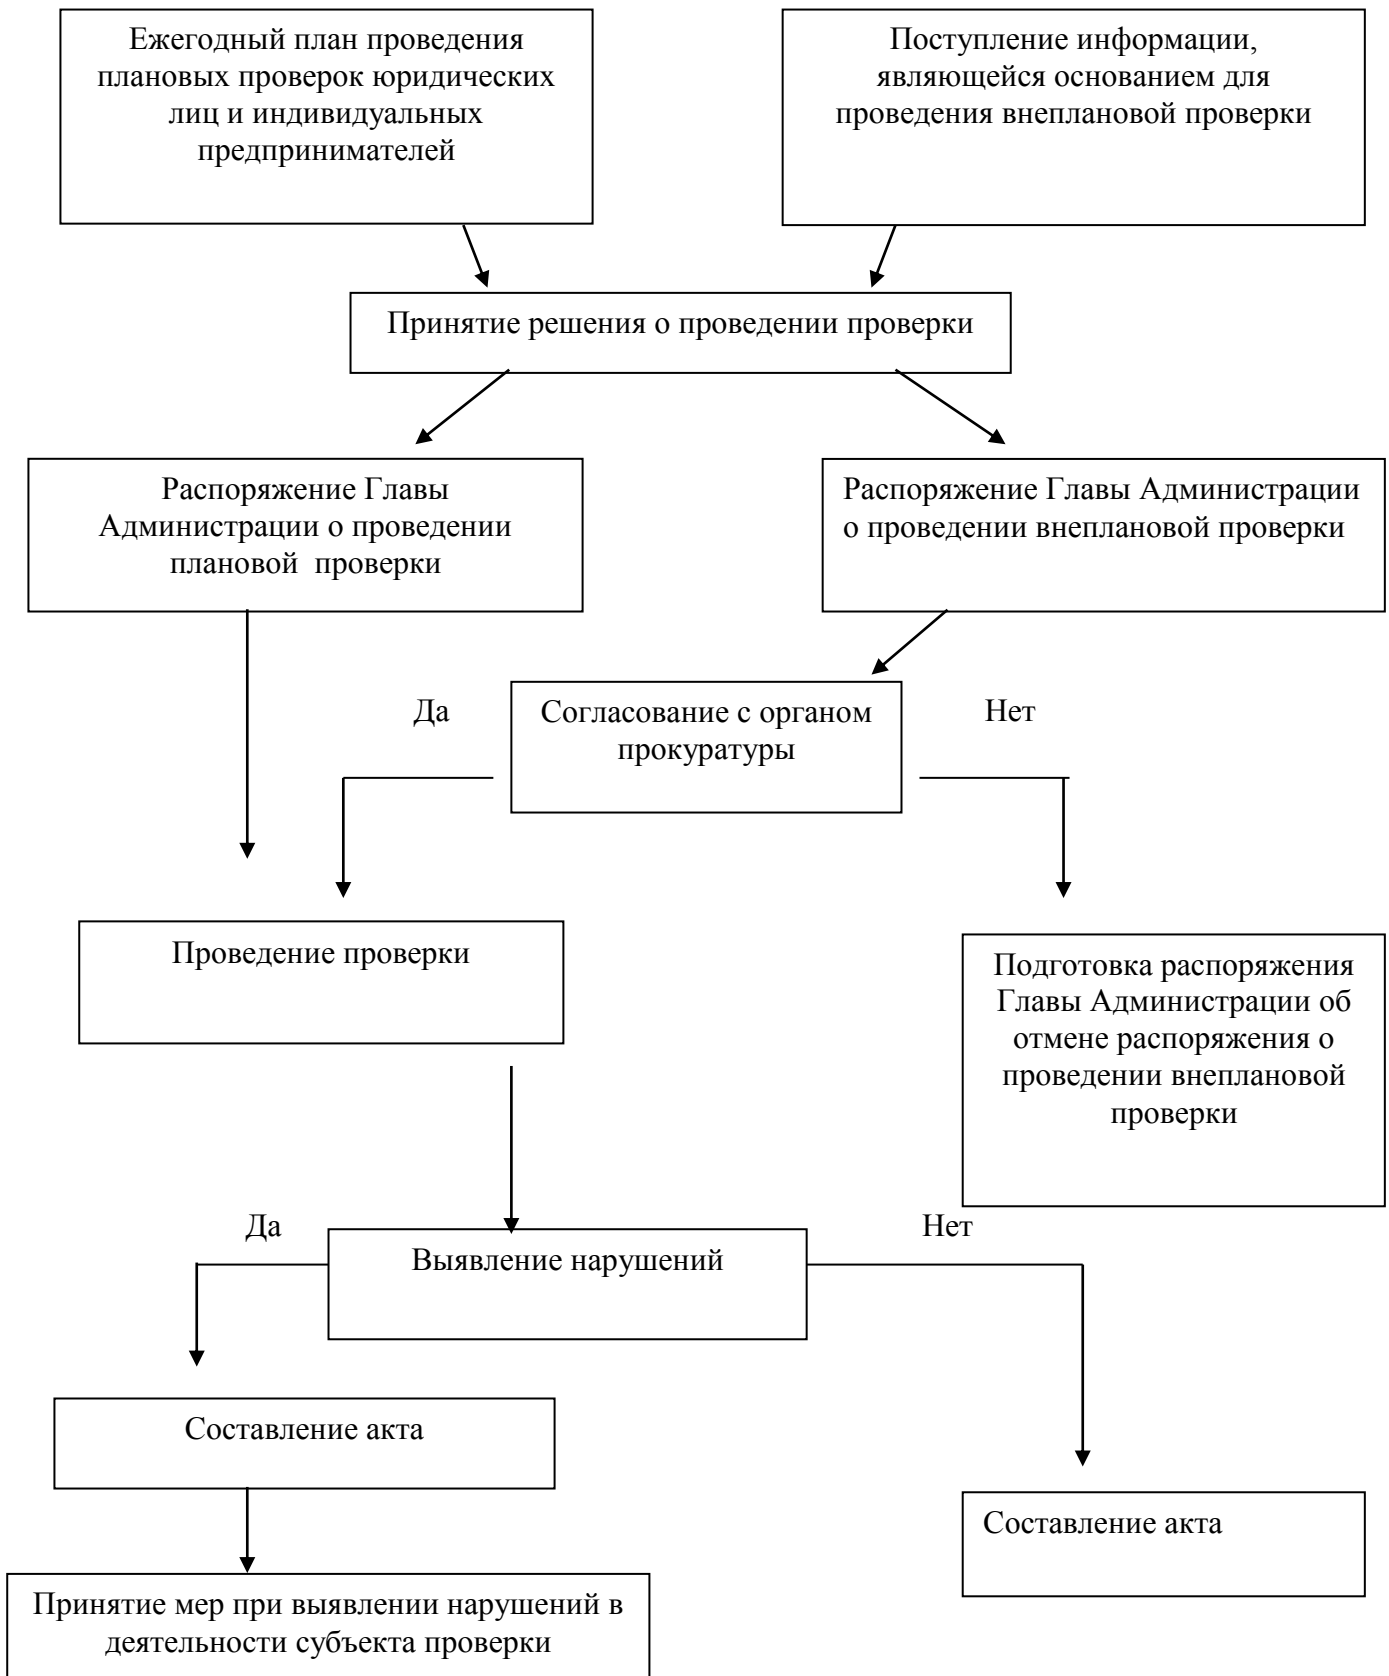 Ежегодный план проведения
плановых проверок юридических
лиц и индивидуальных
предпринимателей
Поступление информации,
являющейся основанием для
проведения внеплановой проверки
Принятие решения о проведении проверки
Распоряжение Главы
Администрации о проведении
плановой  проверки
Распоряжение Главы Администрации
о проведении внеплановой проверки
Да
Согласование с органом
прокуратуры
Нет
Проведение проверки
Подготовка распоряжения
Главы Администрации об
отмене распоряжения о
проведении внеплановой
проверки
Да
Выявление нарушений
Нет
Составление акта
Составление акта
Принятие мер при выявлении нарушений в
деятельности субъекта проверки